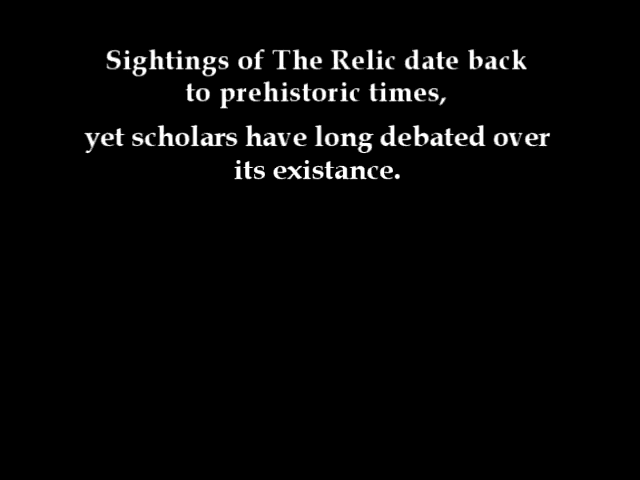 Sightings of The Relic date back
to prehistoric times,
yet scholars have long debated over
its existance.